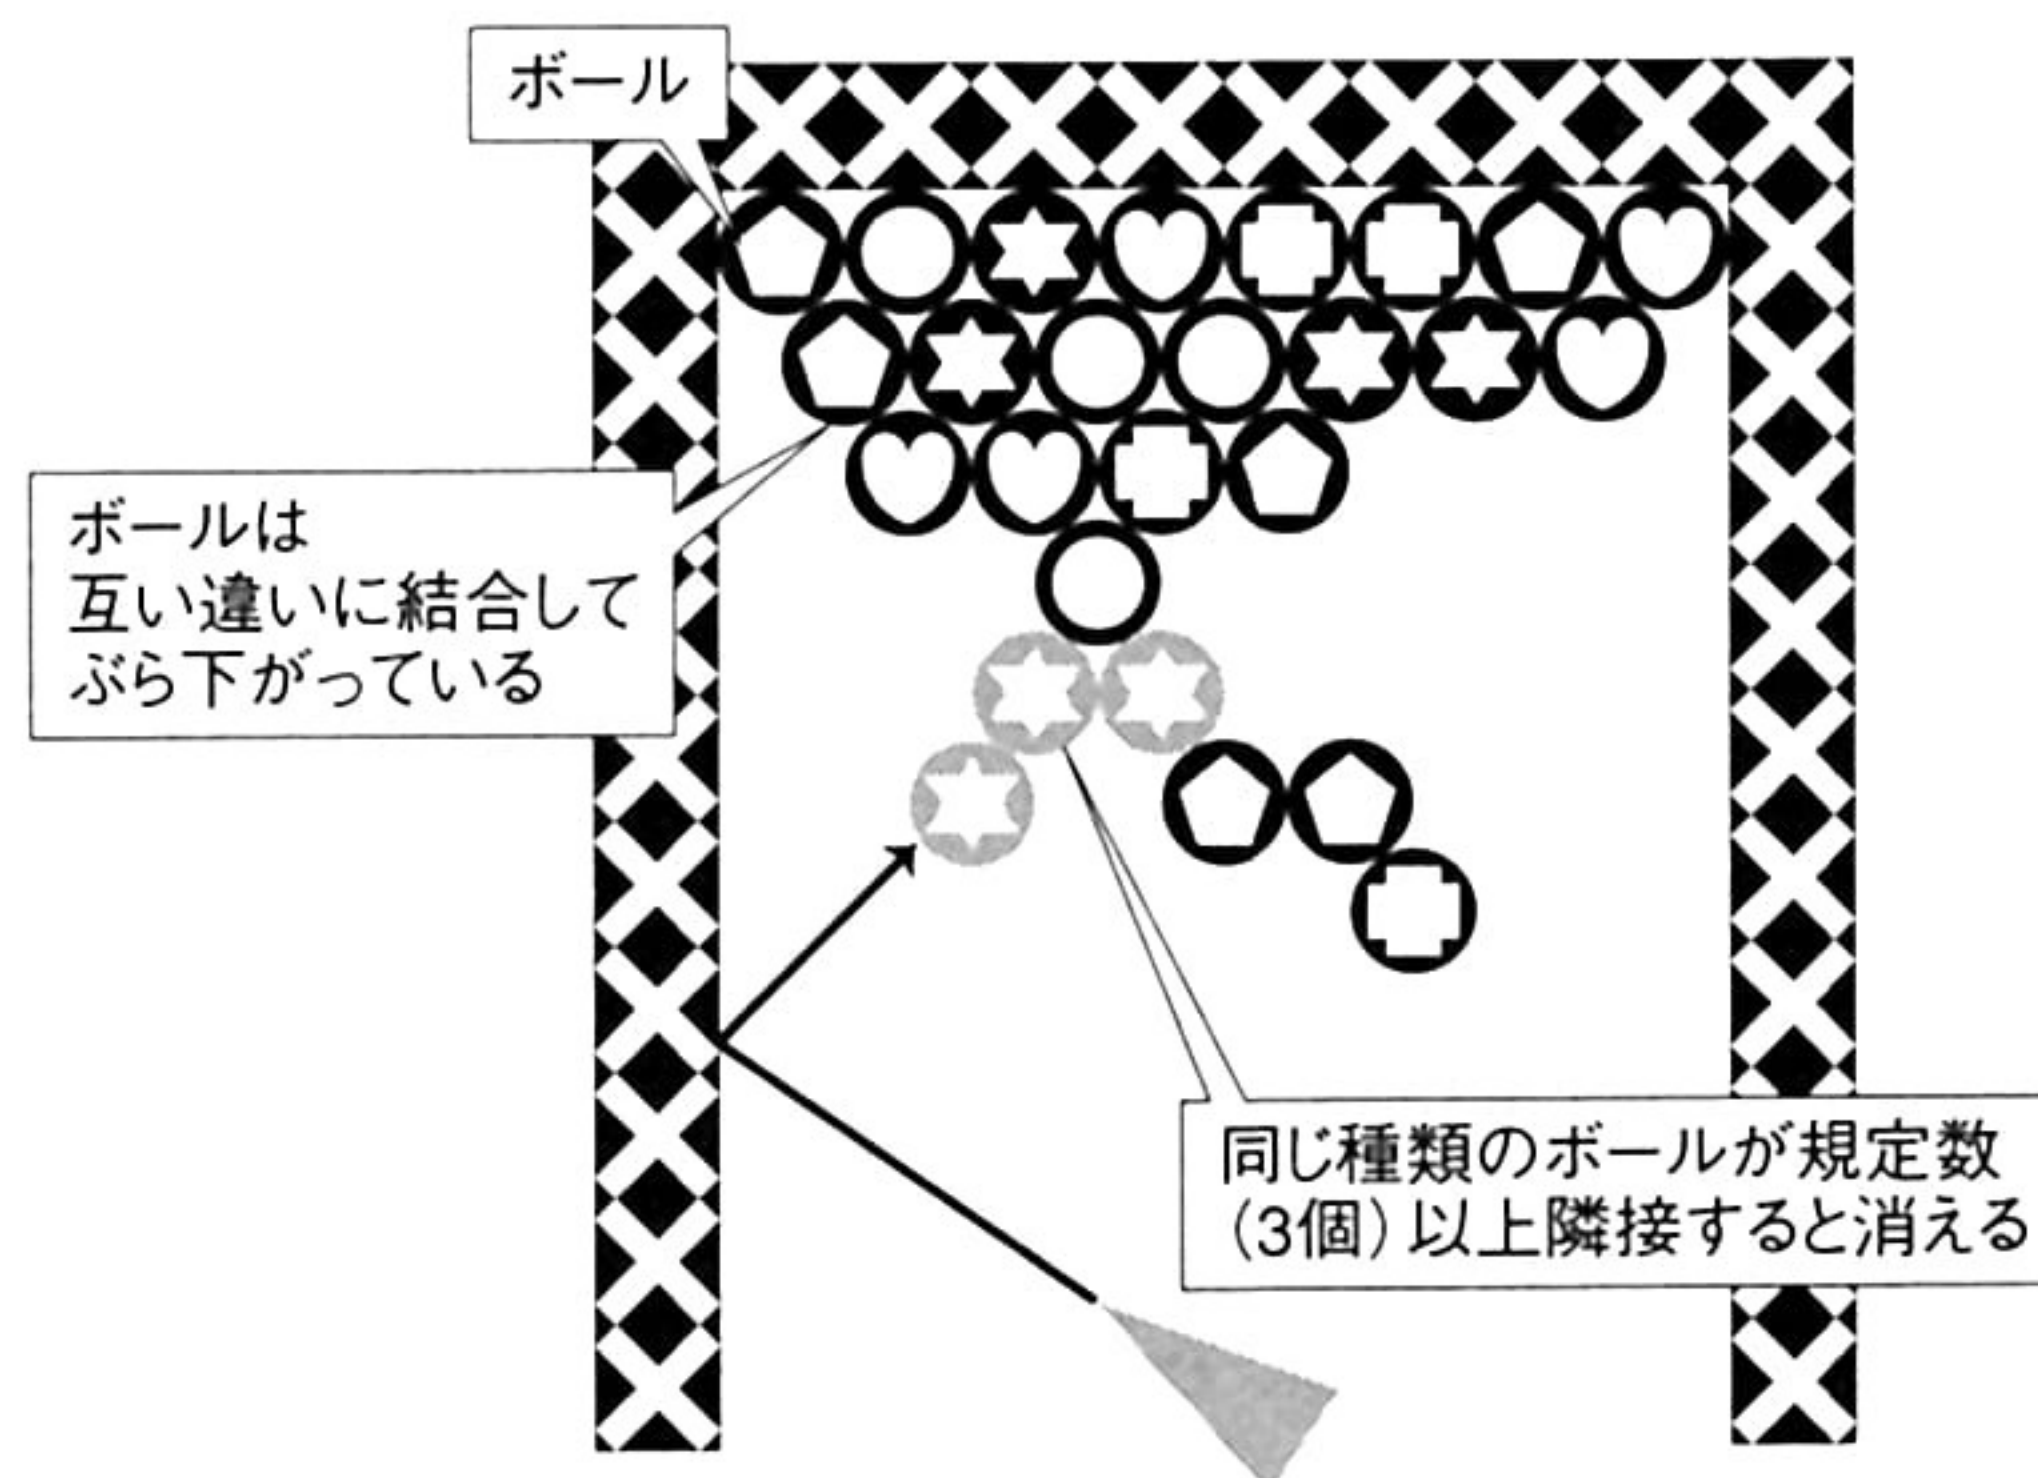 ボール
ボールは
互い違いに結合して
ぶら下がっている
同じ種類のボールが規定数
(3個)以上隣接すると消える